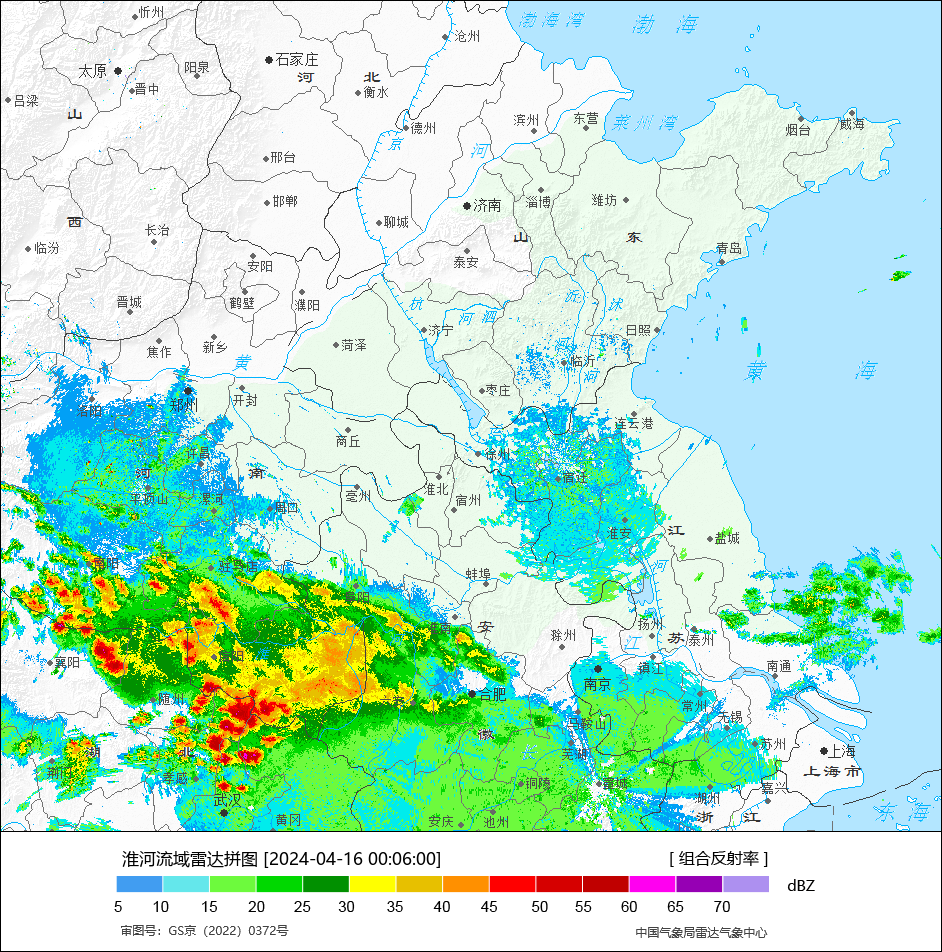 忻州
沧州
渤海湾
渤 海
太原
阳泉
石家庄
河 北
吕梁
晋中
衡水
山
滨州
东营
莱州湾
烟台
威海
德州
京
河
邢台
邯郸
淄博
潍坊
济南
西
聊城
山 东
长治
临汾
泰安
青岛
安阳
鹤壁
濮阳
晋城
杭
河
泗
沂
沭
济宁
日照
焦作
新乡
菏泽
黄
临沂
河
黄 海
枣庄
郑州
开封
洛阳
连云港
商丘
许昌
徐州
河 南
宿迁
平顶山
漯河
亳州
淮北
宿州
周口
淮安
江
盐城
南阳
驻马店
蚌埠
河
阜阳
安
扬州
滁州
江
苏
泰州
襄阳
信阳
镇江
南通
南京
合肥
随州
常州
徽
马鞍山
无锡
湖 北
芜湖
苏州
上海
上海市
荆门
孝感
铜陵
宣城
湖州
嘉兴
武汉
黄冈
安庆
池州
浙 江
东 海
淮河流域雷达拼图 [2024-04-16 00:06:00]
[ 组合反射率 ]
dBZ
5 10 15 20 25 30 35 40 45 50 55 60 65 70
审图号：GS京（2022）0372号
中国气象局雷达气象中心